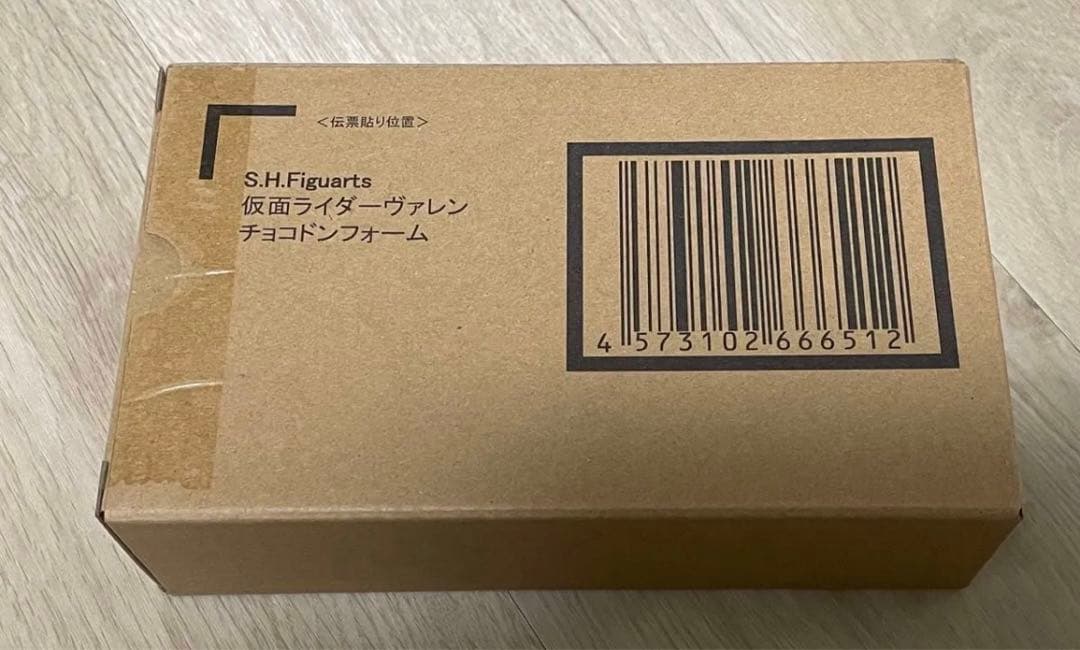 ＜伝票貼り位置＞
S.H.Figuarts
仮面ライダーヴァレン
チョコドンフォーム
4 573102 666512